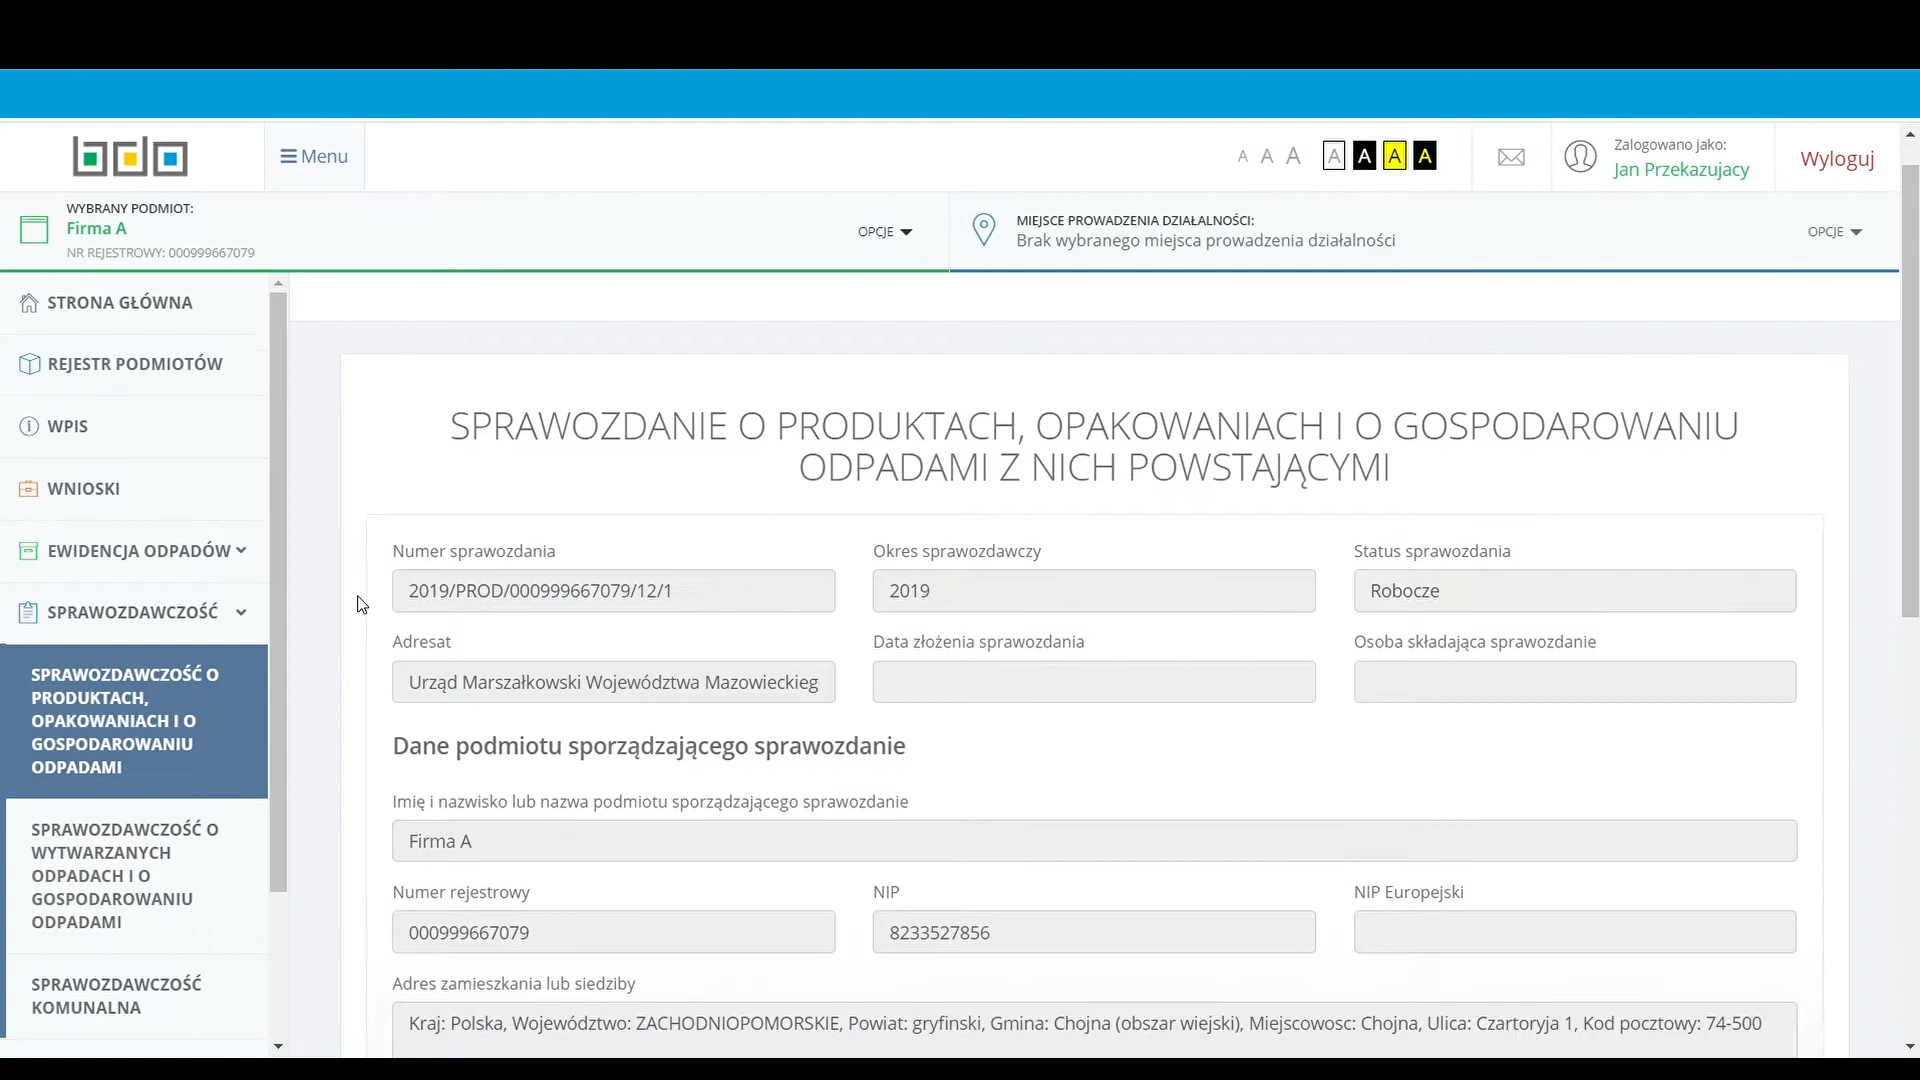 bdo
Menu
A A A A A A A
Zalogowano jako:
Jan Przekazujacy
Wyloguj
WYBRANY PODMIOT:
Firma A
NR REJESTROWY: 000999667079
OPCJE
MIEJSCE PROWADZENIA DZIAŁALNOŚCI:
Brak wybranego miejsca prowadzenia działalności
OPCJE
STRONA GŁÓWNA
REJESTR PODMIOTÓW
WPIS
WNIOSKI
EWIDENCJA ODPADÓW
SPRAWOZDAWCZOŚĆ
SPRAWOZDAWCZOŚĆ O
PRODUKTACH,
OPAKOWANIACH I O
GOSPODAROWANIU
ODPADAMI
SPRAWOZDAWCZOŚĆ O
WYTWARZANYCH
ODPADACH I O
GOSPODAROWANIU
ODPADAMI
SPRAWOZDAWCZOŚĆ
KOMUNALNA
SPRAWOZDANIE O PRODUKTACH, OPAKOWANIACH I O GOSPODAROWANIU
ODPADAMI Z NICH POWSTAJĄCYMI
Numer sprawozdania
2019/PROD/000999667079/12/1
Okres sprawozdawczy
2019
Status sprawozdania
Robocze
Adresat
Urząd Marszałkowski Województwa Mazowieckieg
Data złożenia sprawozdania
Osoba składająca sprawozdanie
Dane podmiotu sporządzającego sprawozdanie
Imię i nazwisko lub nazwa podmiotu sporządzającego sprawozdanie
Firma A
Numer rejestrowy
000999667079
NIP
8233527856
NIP Europejski
Adres zamieszkania lub siedziby
Kraj: Polska, Województwo: ZACHODNIOPOMORSKIE, Powiat: gryfinski, Gmina: Chojna (obszar wiejski), Miejscowosc: Chojna, Ulica: Czartoryja 1, Kod pocztowy: 74-500